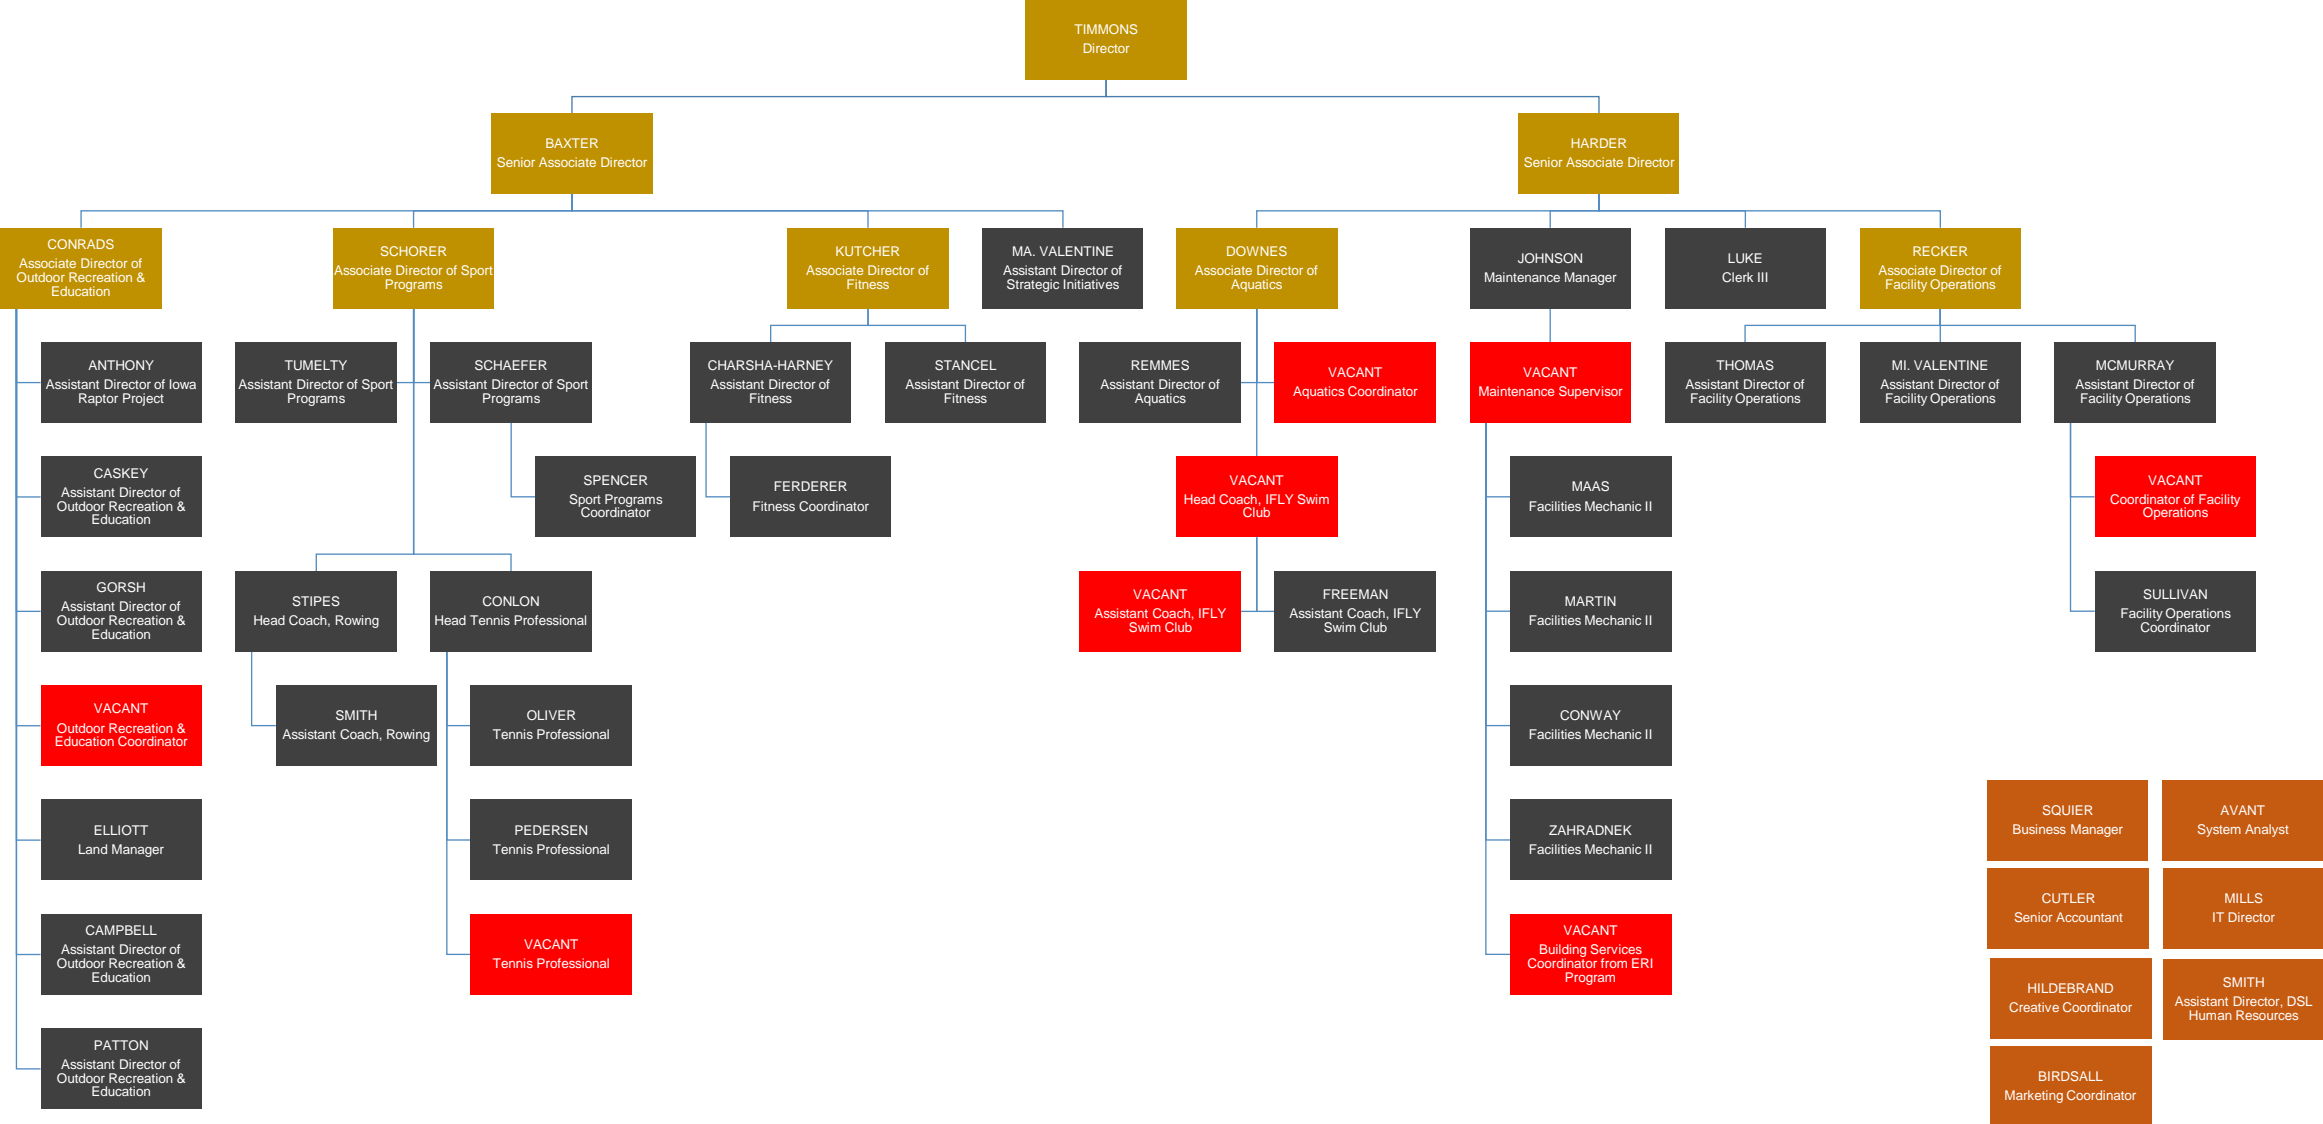 TIMMONS
Director
BAXTER
Senior Associate Director
HARDER
Senior Associate Director
CONRADS
Associate Director of
Outdoor Recreation &
Education
SCHORER
Associate Director of Sport
Programs
KUTCHER
Associate Director of
Fitness
MA. VALENTINE
Assistant Director of
Strategic Initiatives
DOWNES
Associate Director of
Aquatics
JOHNSON
Maintenance Manager
LUKE
Clerk III
RECKER
Associate Director of
Facility Operations
ANTHONY
Assistant Director of Iowa
Raptor Project
TUMELTY
Assistant Director of Sport
Programs
SCHAEFER
Assistant Director of Sport
Programs
CHARSHA-HARNEY
Assistant Director of
Fitness
STANCEL
Assistant Director of
Fitness
REMMES
Assistant Director of
Aquatics
VACANT
Aquatics Coordinator
VACANT
Maintenance Supervisor
THOMAS
Assistant Director of
Facility Operations
MI. VALENTINE
Assistant Director of
Facility Operations
MCMURRAY
Assistant Director of
Facility Operations
CASKEY
Assistant Director of
Outdoor Recreation &
Education
SPENCER
Sport Programs
Coordinator
FERDERER
Fitness Coordinator
VACANT
Head Coach, IFLY Swim
Club
MAAS
Facilities Mechanic II
VACANT
Coordinator of Facility
Operations
GORSH
Assistant Director of
Outdoor Recreation &
Education
STIPES
Head Coach, Rowing
CONLON
Head Tennis Professional
VACANT
Assistant Coach, IFLY
Swim Club
FREEMAN
Assistant Coach, IFLY
Swim Club
MARTIN
Facilities Mechanic II
SULLIVAN
Facility Operations
Coordinator
VACANT
Outdoor Recreation &
Education Coordinator
SMITH
Assistant Coach, Rowing
OLIVER
Tennis Professional
CONWAY
Facilities Mechanic II
ELLIOTT
Land Manager
PEDERSEN
Tennis Professional
ZAHRADNEK
Facilities Mechanic II
SQUIER
Business Manager
AVANT
System Analyst
CAMPBELL
Assistant Director of
Outdoor Recreation &
Education
VACANT
Tennis Professional
VACANT
Building Services
Coordinator from ERI
Program
CUTLER
Senior Accountant
MILLS
IT Director
HILDEBRAND
Creative Coordinator
SMITH
Assistant Director, DSL
Human Resources
PATTON
Assistant Director of
Outdoor Recreation &
Education
BIRDSALL
Marketing Coordinator